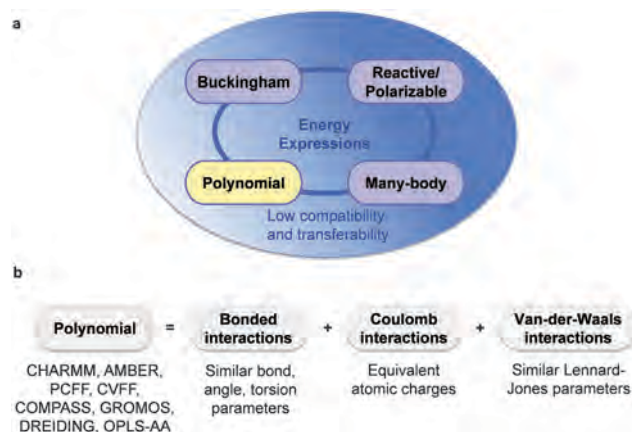 a
Buckingham
Reactive/
Polarizable
Energy
Expressions
Polynomial
Many-body
Low compatibility
and transferability
b
Polynomial = Bonded interactions + Coulomb interactions + Van-der-Waals interactions
CHARMM, AMBER,
PCFF, CVFF,
COMPASS, GROMOS,
DREIDING, OPLS-AA
Similar bond,
angle, torsion
parameters
Equivalent
atomic charges
Similar Lennard-
Jones parameters